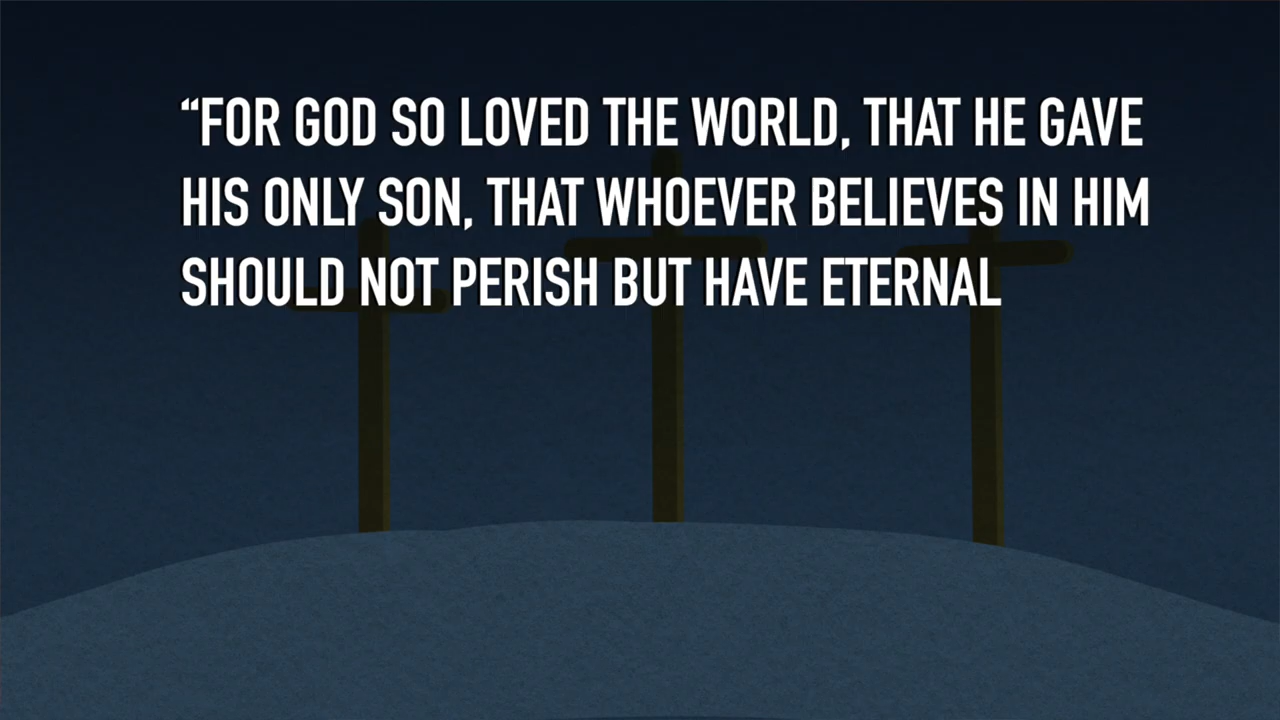 “FOR GOD SO LOVED THE WORLD, THAT HE GAVE
HIS ONLY SON, THAT WHOEVER BELIEVES IN HIM
SHOULD NOT PERISH BUT HAVE ETERNAL